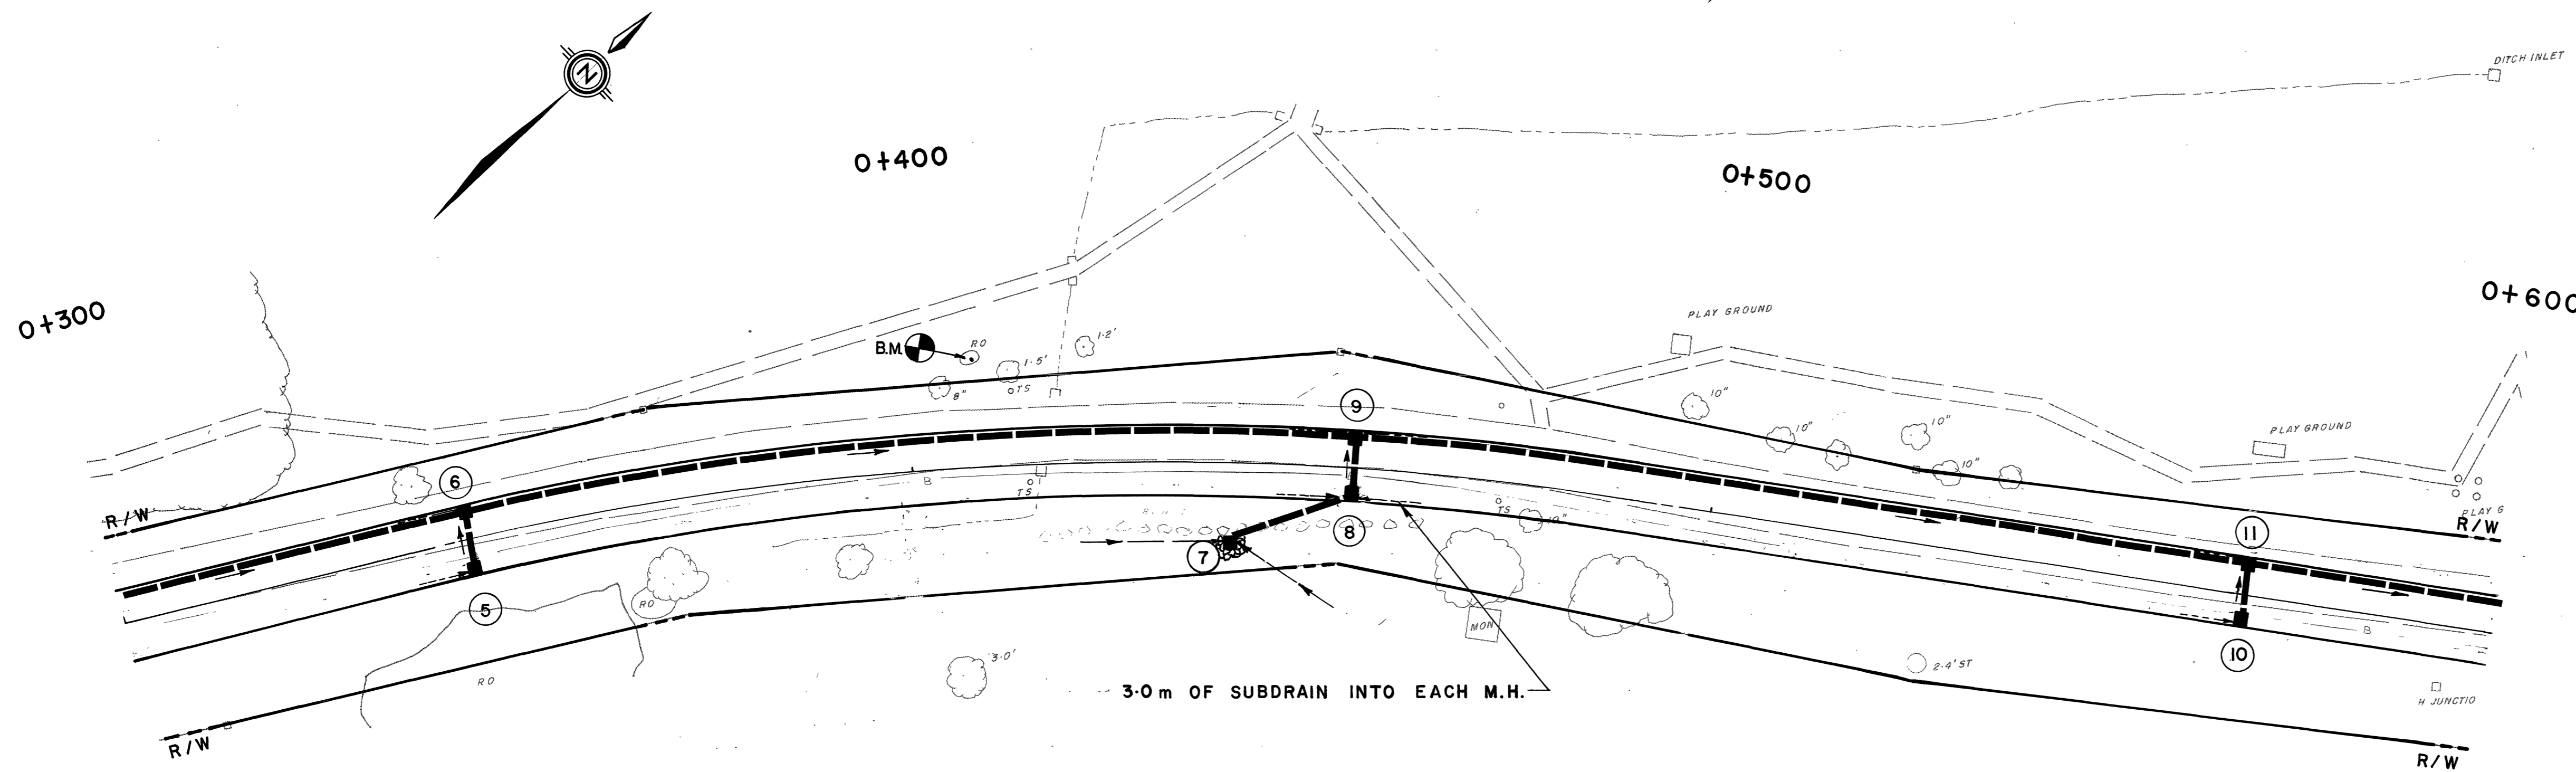 DITCH INLET
N
0+400
0+500
0+300
0+600
PLAY GROUND
B.M.
RO
1·2'
1·5'
8"
TS
9
10"
10"
10"
10"
PLAY GROUND
6
B
TS
TS
10"
R/W
PLAY G
R/W
7
8
11
5
RO
MON
10
B
RO
3·0'
2·4' ST
3·0m OF SUBDRAIN INTO EACH M.H.
H JUNCTIO
R/W
R/W